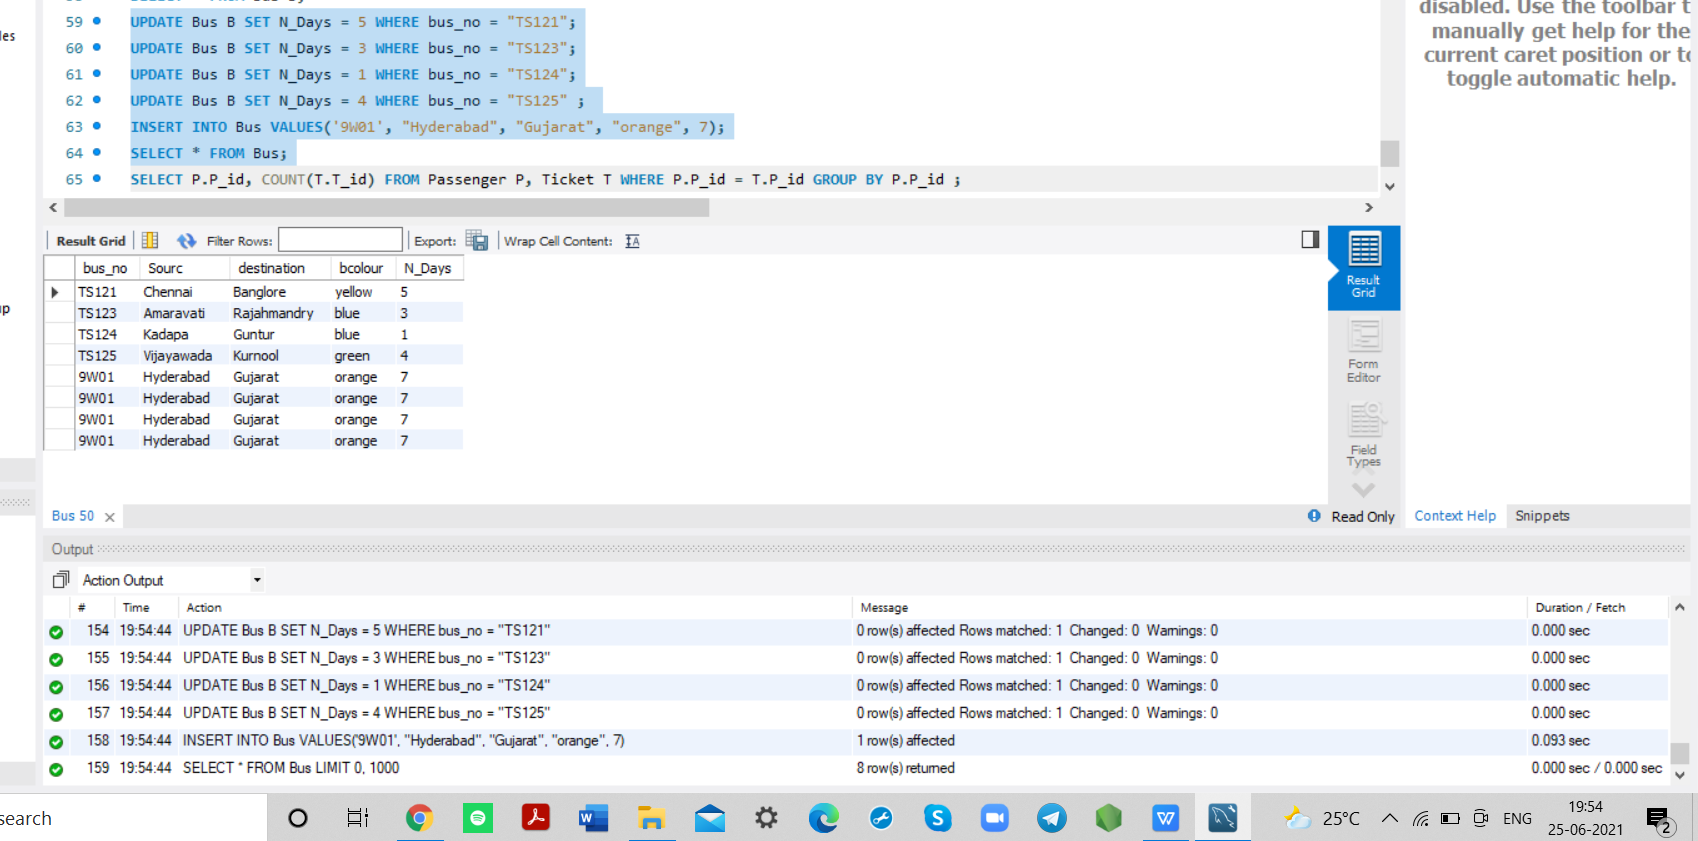 59 UPDATE Bus B SET N_Days = 5 WHERE bus_no = "TS121";
60 UPDATE Bus B SET N_Days = 3 WHERE bus_no = "TS123";
61 UPDATE Bus B SET N_Days = 1 WHERE bus_no = "TS124";
62 UPDATE Bus B SET N_Days = 4 WHERE bus_no = "TS125" ;
63 INSERT INTO Bus VALUES('9W01', "Hyderabad", "Gujarat", "orange", 7);
64 SELECT * FROM Bus;
65 SELECT P.P_id, COUNT(T.T_id) FROM Passenger P, Ticket T WHERE P.P_id = T.P_id GROUP BY P.P_id ;
disabled. Use the toolbar t
manually get help for the
current caret position or to
toggle automatic help.
Result Grid Filter Rows: Export: Wrap Cell Content:
bus_no Sourc destination bcolour N_Days
TS121 Chennai Banglore yellow 5
TS123 Amaravati Rajahmandry blue 3
TS124 Kadapa Guntur blue 1
TS125 Vijayawada Kurnool green 4
9W01 Hyderabad Gujarat orange 7
9W01 Hyderabad Gujarat orange 7
9W01 Hyderabad Gujarat orange 7
9W01 Hyderabad Gujarat orange 7
Result
Grid
Form
Editor
Field
Types
Bus 50
Read Only
Context Help Snippets
Output
Action Output
# Time Action Message Duration / Fetch
154 19:54:44 UPDATE Bus B SET N_Days = 5 WHERE bus_no = "TS121" 0 row(s) affected Rows matched: 1 Changed: 0 Warnings: 0 0.000 sec
155 19:54:44 UPDATE Bus B SET N_Days = 3 WHERE bus_no = "TS123" 0 row(s) affected Rows matched: 1 Changed: 0 Warnings: 0 0.000 sec
156 19:54:44 UPDATE Bus B SET N_Days = 1 WHERE bus_no = "TS124" 0 row(s) affected Rows matched: 1 Changed: 0 Warnings: 0 0.000 sec
157 19:54:44 UPDATE Bus B SET N_Days = 4 WHERE bus_no = "TS125" 0 row(s) affected Rows matched: 1 Changed: 0 Warnings: 0 0.000 sec
158 19:54:44 INSERT INTO Bus VALUES('9W01', "Hyderabad", "Gujarat", "orange", 7) 1 row(s) affected 0.093 sec
159 19:54:44 SELECT * FROM Bus LIMIT 0, 1000 8 row(s) returned 0.000 sec / 0.000 sec
search
25°C
ENG
19:54
25-06-2021
2